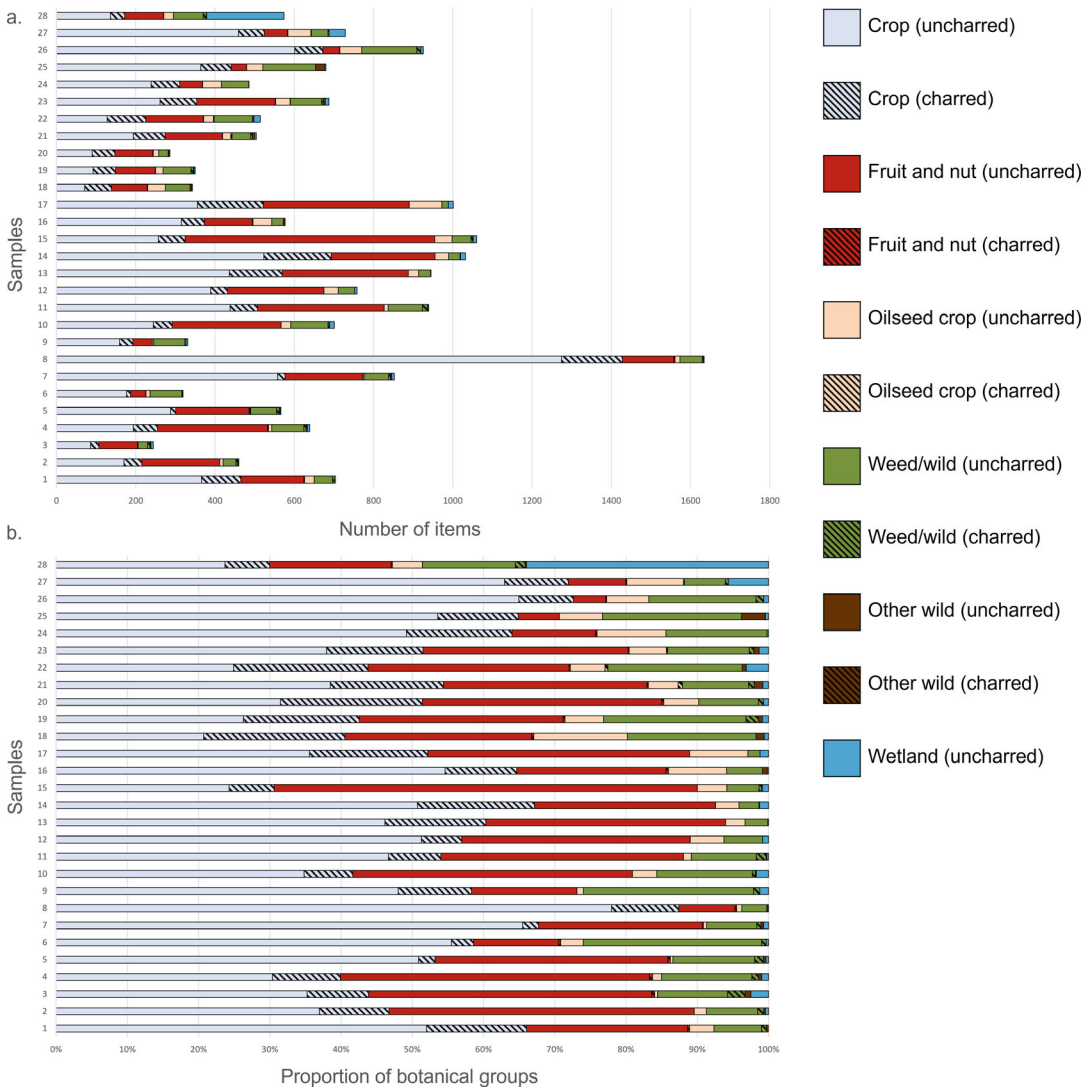 a.
Samples
28
27
26
25
24
23
22
21
20
19
18
17
16
15
14
13
12
11
10
9
8
7
6
5
4
3
2
1
0 200 400 600 800 1000 1200 1400 1600 1800
Number of items
b.
Samples
28
27
26
25
24
23
22
21
20
19
18
17
16
15
14
13
12
11
10
9
8
7
6
5
4
3
2
1
0% 10% 20% 30% 40% 50% 60% 70% 80% 90% 100%
Proportion of botanical groups
Crop (uncharred)
Crop (charred)
Fruit and nut (uncharred)
Fruit and nut (charred)
Oilseed crop (uncharred)
Oilseed crop (charred)
Weed/wild (uncharred)
Weed/wild (charred)
Other wild (uncharred)
Other wild (charred)
Wetland (uncharred)